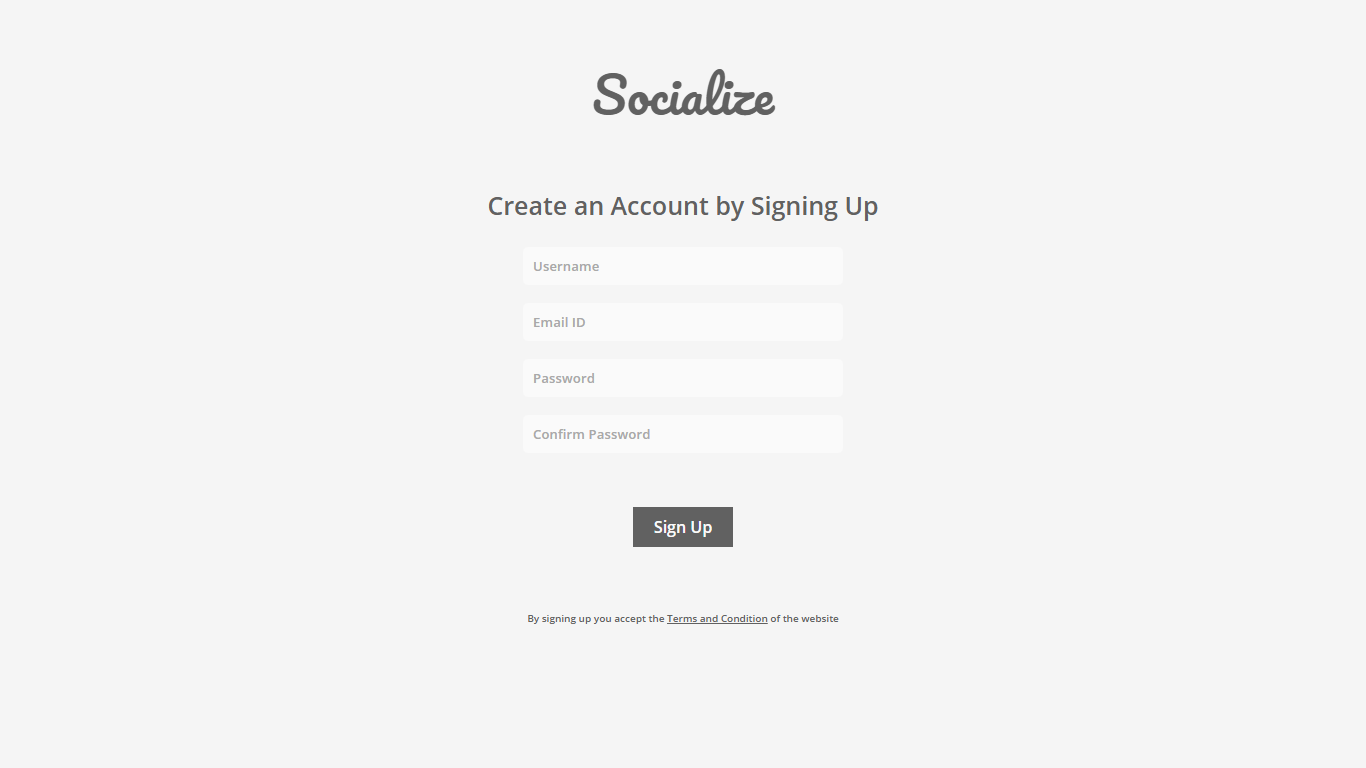 Socialize
Create an Account by Signing Up
Username
Email ID
Password
Confirm Password
Sign Up
By signing up you accept the Terms and Condition of the website